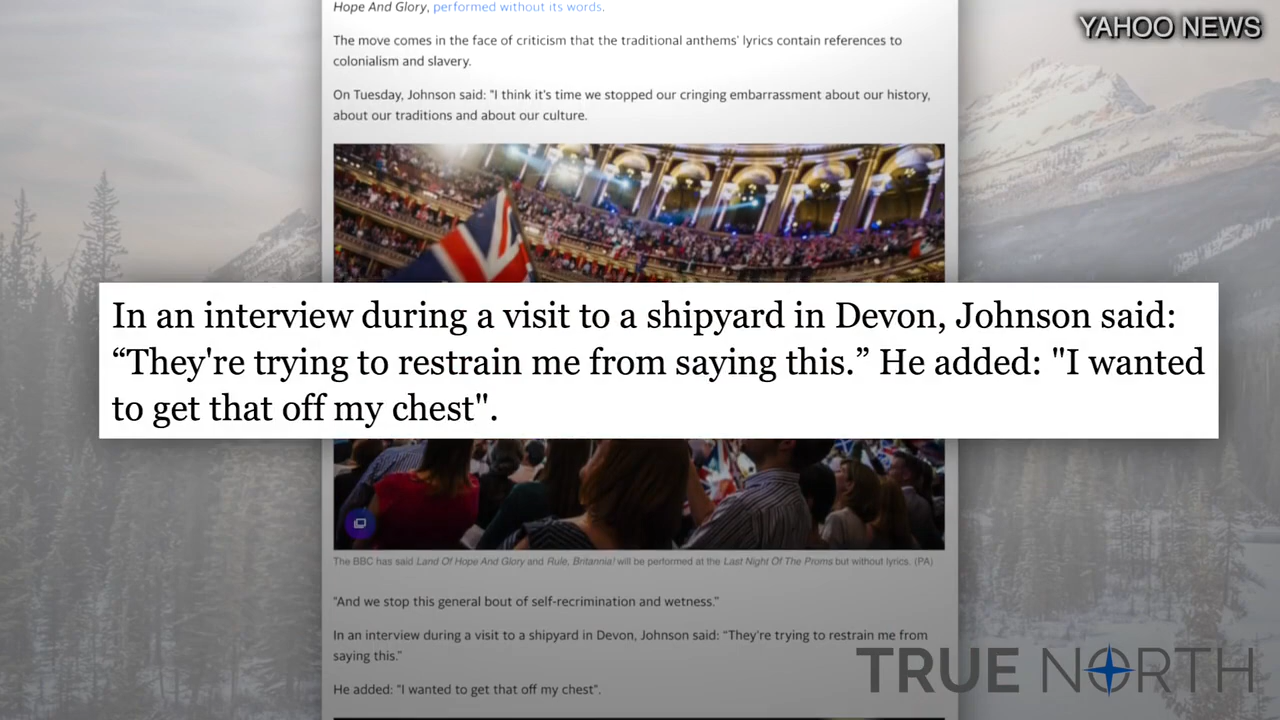 Hope And Glory, performed without its words.
YAHOO NEWS
The move comes in the face of criticism that the traditional anthems' lyrics contain references to
colonialism and slavery.
On Tuesday, Johnson said: "I think it's time we stopped our cringing embarrassment about our history,
about our traditions and about our culture.
In an interview during a visit to a shipyard in Devon, Johnson said:
“They're trying to restrain me from saying this.” He added: "I wanted
to get that off my chest".
The BBC has said Land Of Hope And Glory and Rule, Britannia! will be performed at the Last Night Of The Proms but without lyrics. (PA)
“And we stop this general bout of self-recrimination and wetness.”
In an interview during a visit to a shipyard in Devon, Johnson said: “They're trying to restrain me from
saying this.”
He added: "I wanted to get that off my chest".
TRUE NORTH